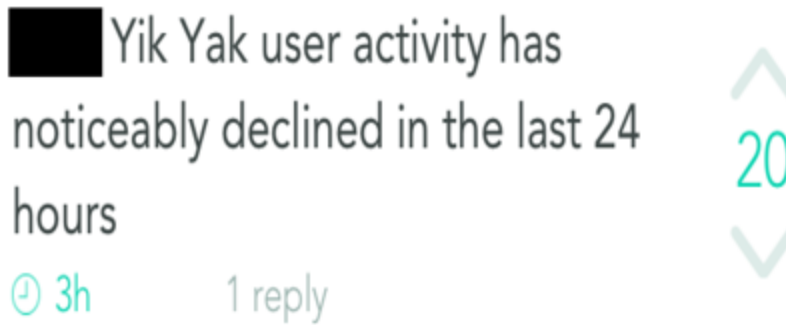 Yik Yak user activity has
noticeably declined in the last 24
hours
20
3h 1 reply